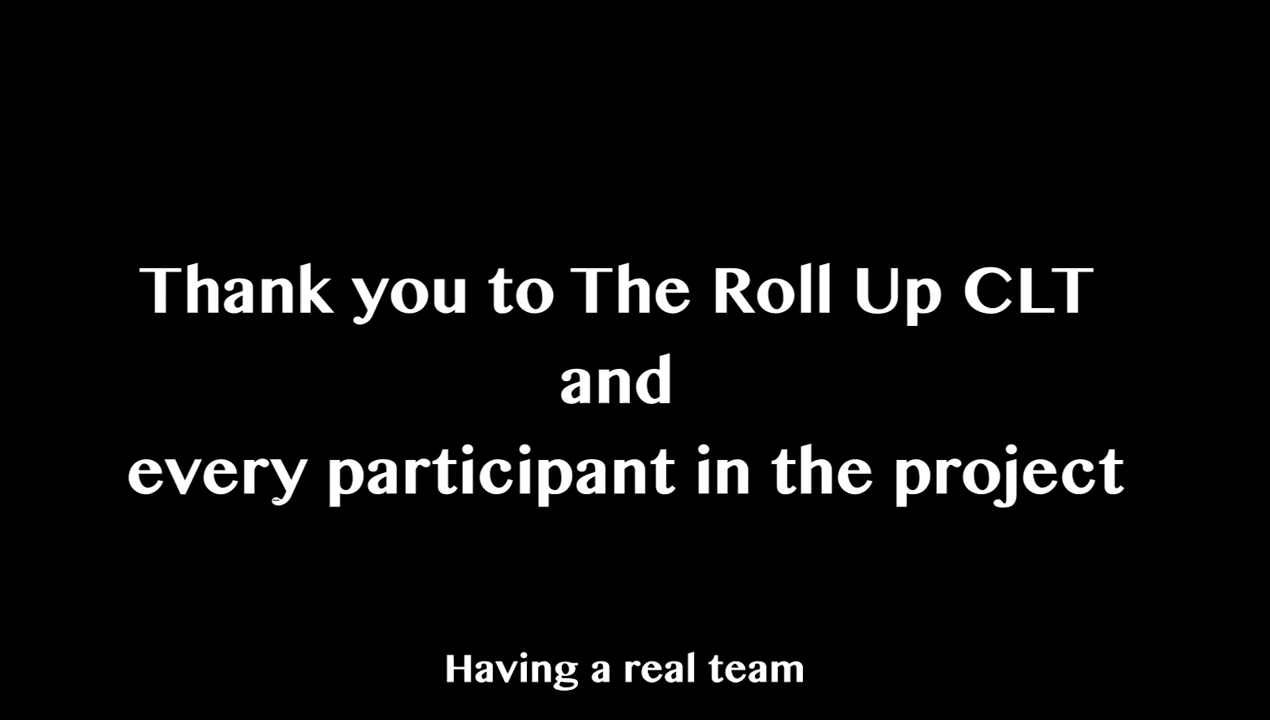 Thank you to The Roll Up CLT
and
every participant in the project
Having a real team